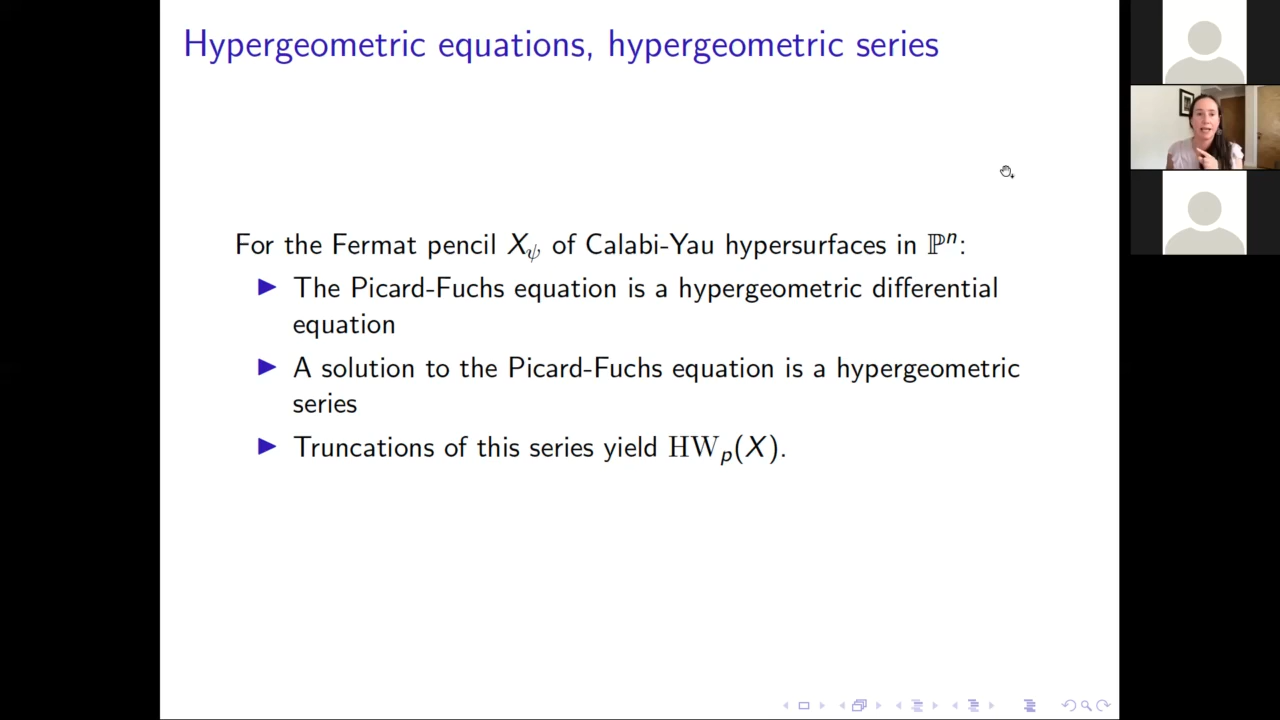 Hypergeometric equations, hypergeometric series
For the Fermat pencil X_ψ of Calabi-Yau hypersurfaces in ℙⁿ:
▶ The Picard-Fuchs equation is a hypergeometric differential
equation
▶ A solution to the Picard-Fuchs equation is a hypergeometric
series
▶ Truncations of this series yield HW_p(X).